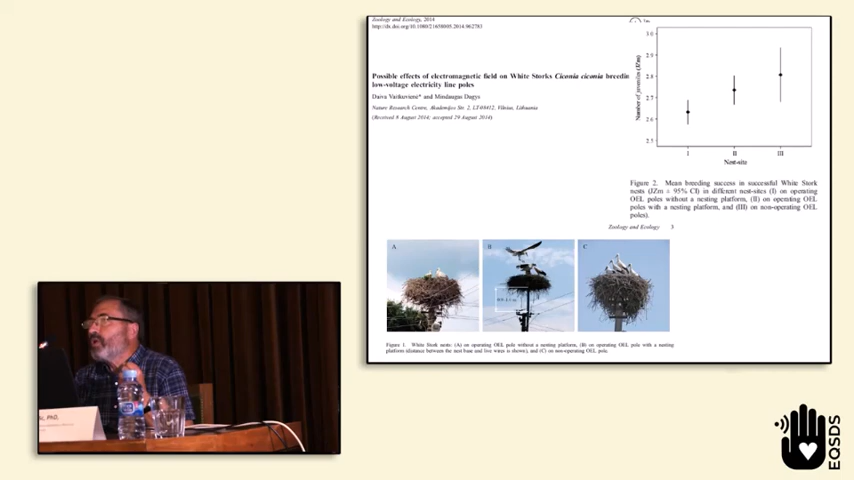 Zoology and Ecology, 2014
http://dx.doi.org/10.1080/21658005.2014.962783
Possible effects of electromagnetic field on White Storks Ciconia ciconia breedin
low-voltage electricity line poles
Daiva Vaitkuvienė* and Mindaugas Dagys
Nature Research Centre, Akademijos Str. 2, LT-08412, Vilnius, Lithuania
(Received 8 August 2014; accepted 29 August 2014)
Number of juveniles (JZm)
3.0
2.9
2.8
2.7
2.6
2.5
I II III
Nest-site
Figure 2. Mean breeding success in successful White Stork
nests (JZm ± 95% CI) in different nest-sites (I) on operating
OEL poles without a nesting platform, (II) on operating OEL
poles with a nesting platform, and (III) on non-operating OEL
poles).
Zoology and Ecology 3
A B C
Figure 1. White Stork nests: (A) on operating OEL pole without a nesting platform, (B) on operating OEL pole with a nesting
platform (distance between the nest base and live wires is shown), and (C) on non-operating OEL pole.
PhD,
EQSDS